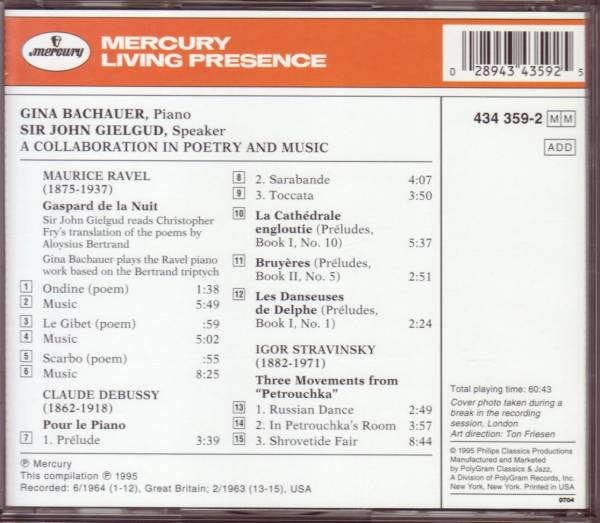 mercury
MERCURY
LIVING PRESENCE
0 28943 43592 5
GINA BACHAUER, Piano
SIR JOHN GIELGUD, Speaker
A COLLABORATION IN POETRY AND MUSIC
434 359-2 MM
ADD
MAURICE RAVEL
(1875-1937)
Gaspard de la Nuit
Sir John Gielgud reads Christopher
Fry's translation of the poems by
Aloysius Bertrand
Gina Bachauer plays the Ravel piano
work based on the Bertrand triptych
1 Ondine (poem) 1:38
2 Music 5:49
3 Le Gibet (poem) :59
4 Music 5:02
5 Scarbo (poem) :55
6 Music 8:25
CLAUDE DEBUSSY
(1862-1918)
Pour le Piano
7 1. Prélude 3:39
8 2. Sarabande 4:07
9 3. Toccata 3:50
10 La Cathédrale
engloutie (Préludes,
Book I, No. 10) 5:37
11 Bruyères (Préludes,
Book II, No. 5) 2:51
12 Les Danseuses
de Delphe (Préludes,
Book I, No. 1) 2:24
IGOR STRAVINSKY
(1882-1971)
Three Movements from
"Petrouchka"
13 1. Russian Dance 2:49
14 2. In Petrouchka's Room 3:57
15 3. Shrovetide Fair 8:44
Total playing time: 60:43
Cover photo taken during a
break in the recording
session, London
Art direction: Ton Friesen
℗ Mercury
This compilation ℗ 1995
Recorded: 6/1964 (1-12), Great Britain; 2/1963 (13-15), USA
© 1995 Philips Classics Productions
Manufactured and Marketed
by PolyGram Classics & Jazz,
A Division of PolyGram Records, Inc.
New York, New York. Printed in USA
0704